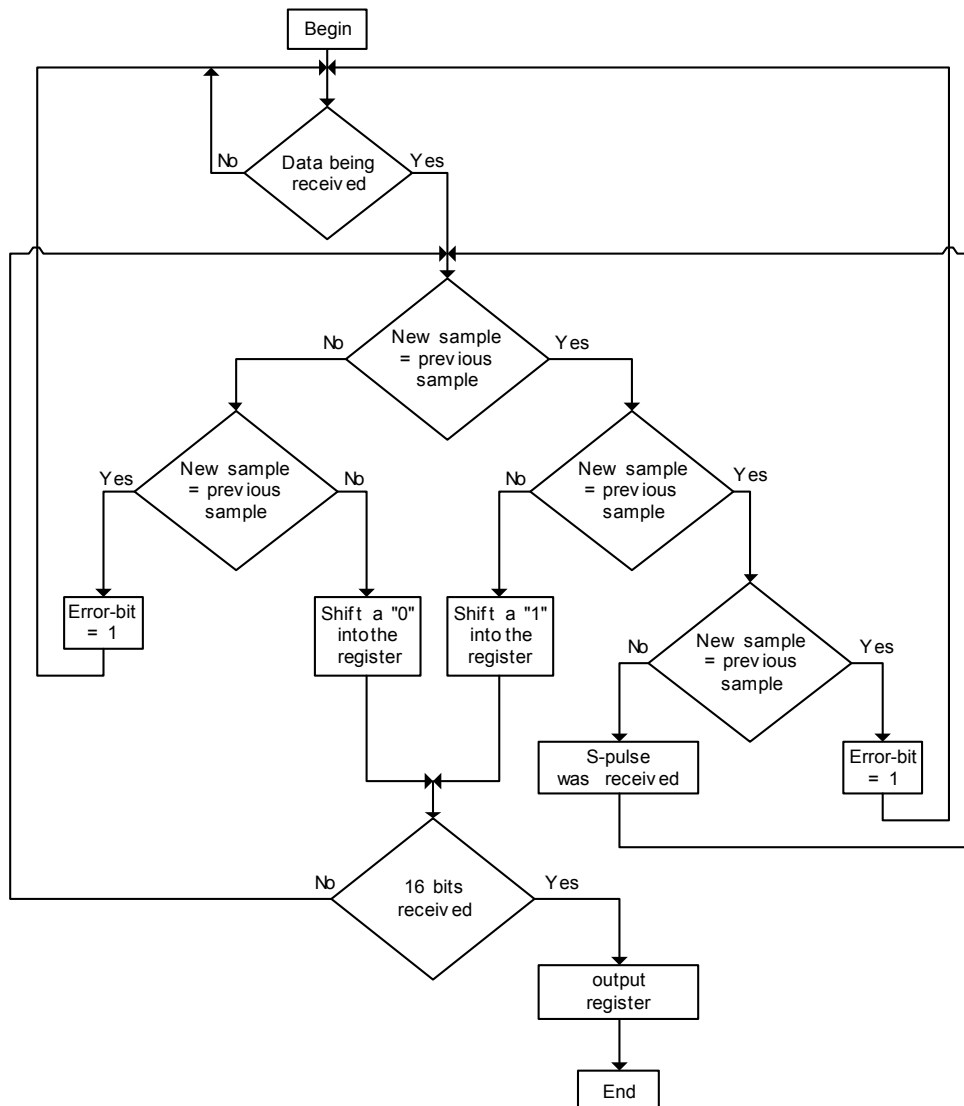 Begin
No
Data being
received
Yes
No
New sample
= previous
sample
Yes
Yes
New sample
= previous
sample
No
No
New sample
= previous
sample
Yes
Error-bit
= 1
Shift a "0"
into the
register
Shift a "1"
into the
register
No
New sample
= previous
sample
Yes
S-pulse
was received
Error-bit
= 1
No
16 bits
received
Yes
output
register
End